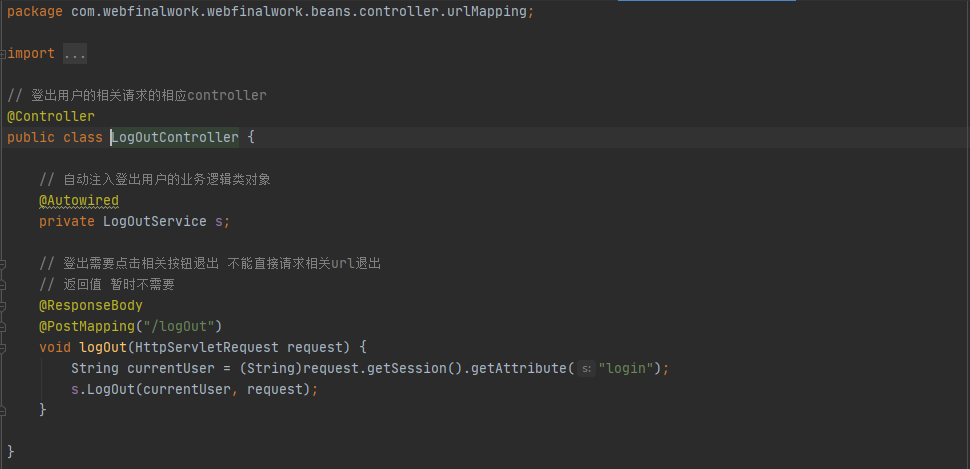 package com.webfinalwork.webfinalwork.beans.controller.urlMapping;
import ...
// 登出用户的相关请求的相应controller
@Controller
public class LogOutController {
// 自动注入登出用户的业务逻辑类对象
@Autowired
private LogOutService s;
// 登出需要点击相关按钮退出 不能直接请求相关url退出
// 返回值 暂时不需要
@ResponseBody
@PostMapping("/logOut")
void logOut(HttpServletRequest request) {
String currentUser = (String)request.getSession().getAttribute( s: "login");
s.LogOut(currentUser, request);
}
}